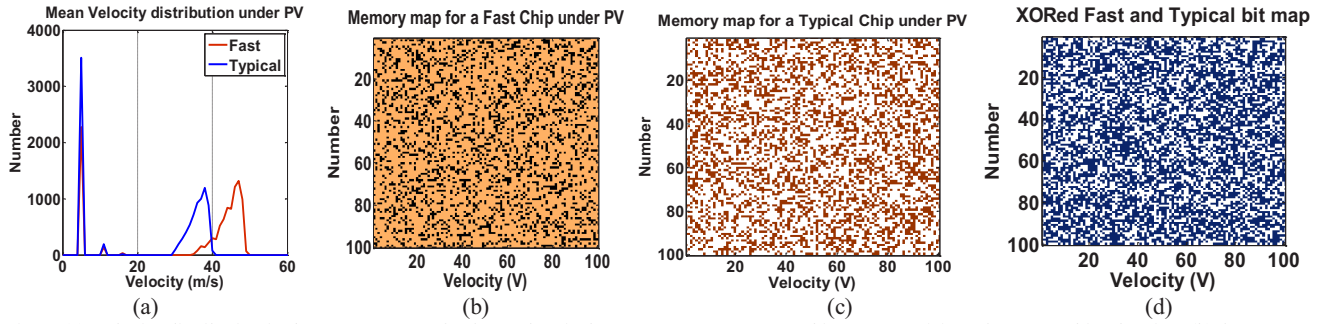 Mean Velocity distribution under PV
4000
3000
2000
1000
0
Number
Fast
Typical
0 20 40 60
Velocity (m/s)
(a)
Memory map for a Fast Chip under PV
Number
20
40
60
80
100
20 40 60 80 100
Velocity (V)
(b)
Memory map for a Typical Chip under PV
Number
20
40
60
80
100
20 40 60 80 100
Velocity (V)
(c)
XORed Fast and Typical bit map
Number
20
40
60
80
100
20 40 60 80 100
Velocity (V)
(d)